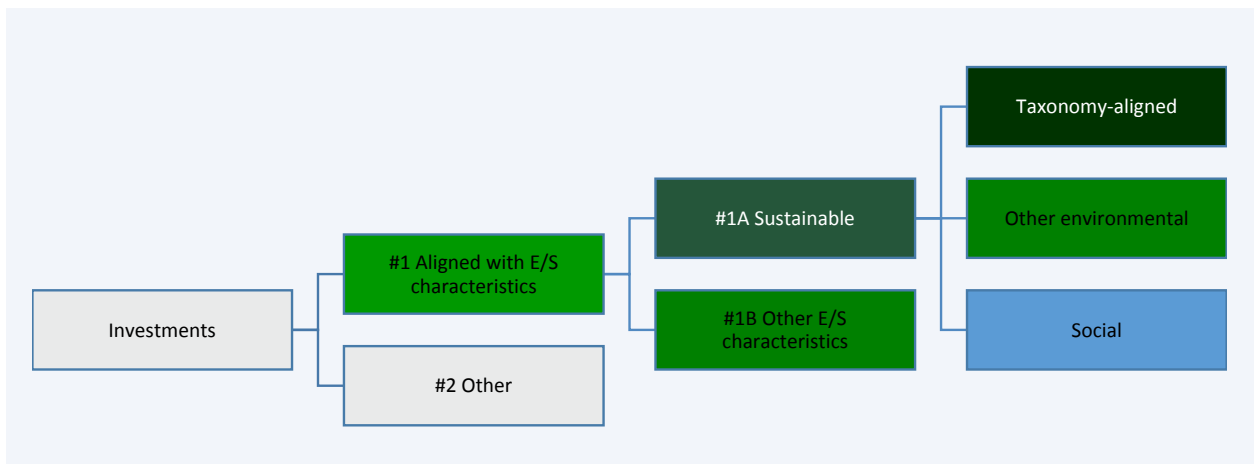 Investments
#1 Aligned with E/S
characteristics
#2 Other
#1A Sustainable
#1B Other E/S
characteristics
Taxonomy-aligned
Other environmental
Social